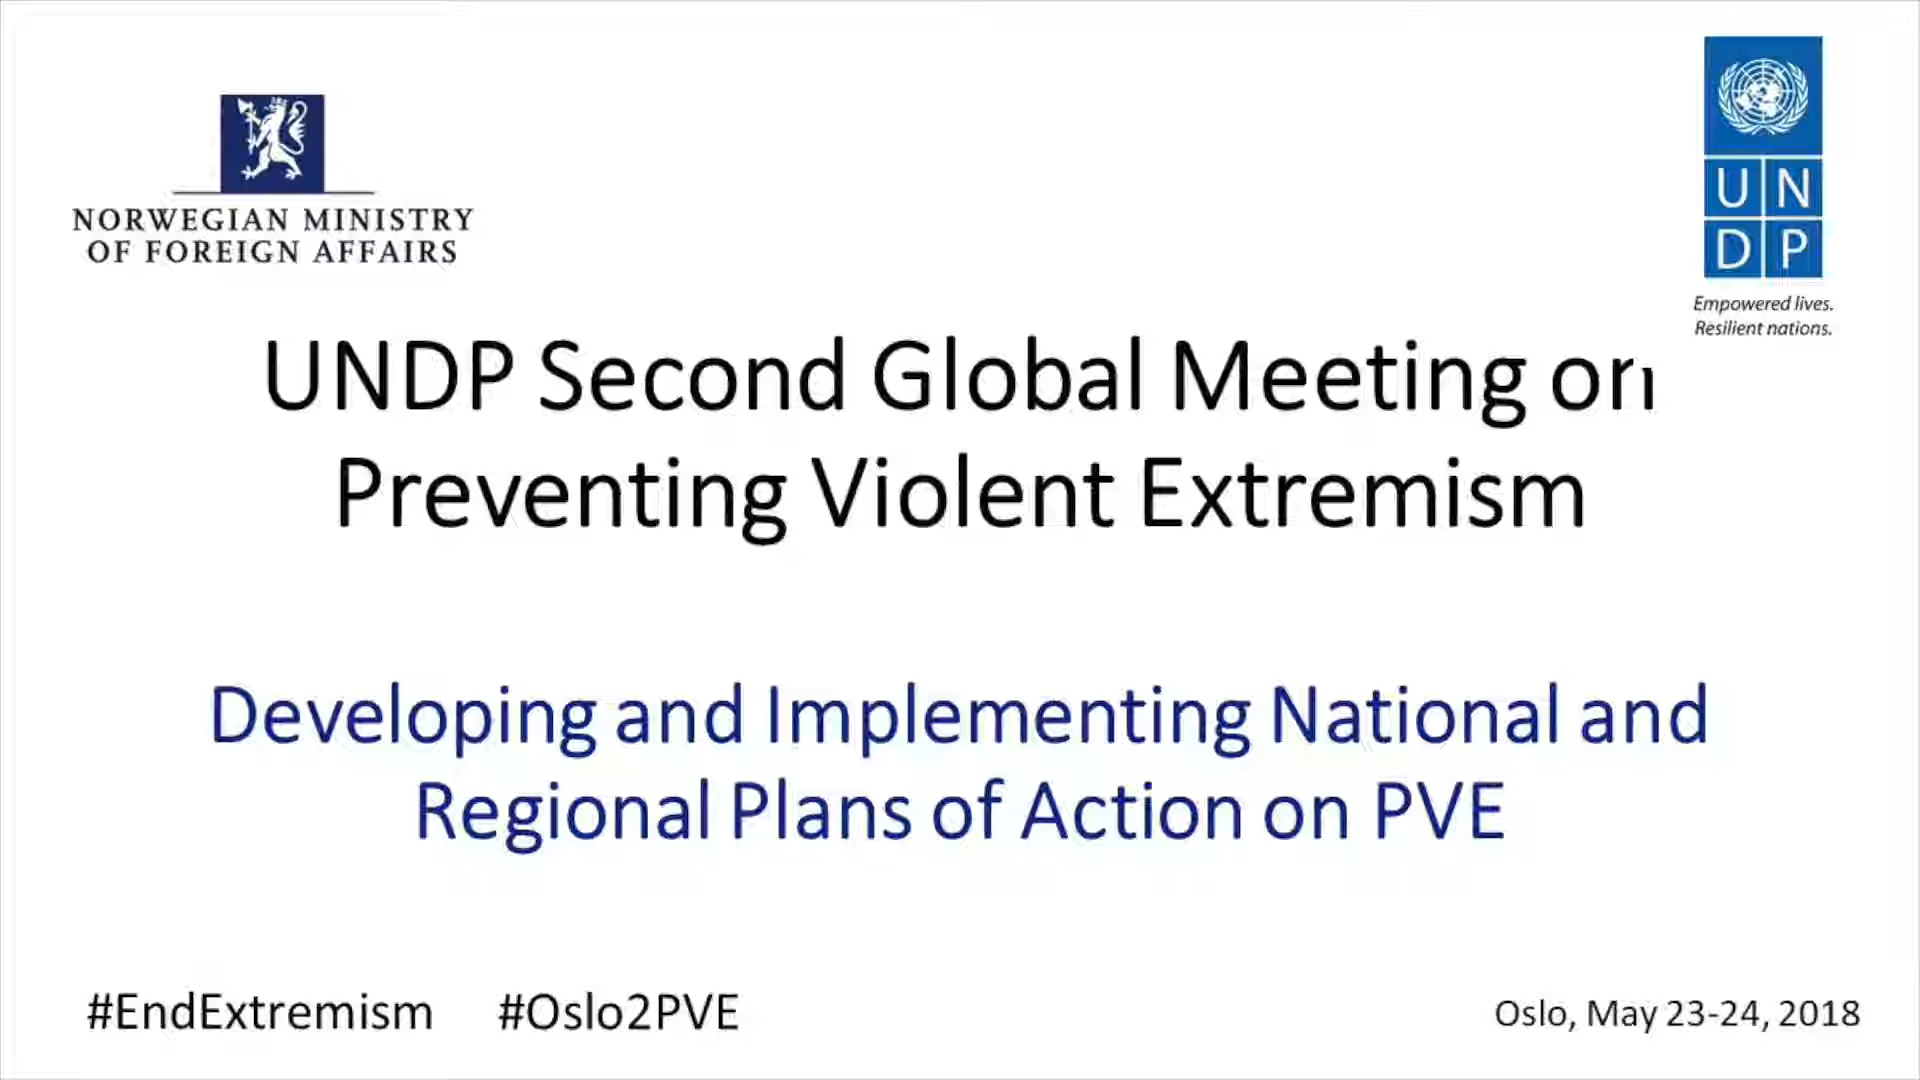 NORWEGIAN MINISTRY
OF FOREIGN AFFAIRS
U N
D P
Empowered lives.
Resilient nations.
UNDP Second Global Meeting on
Preventing Violent Extremism
Developing and Implementing National and
Regional Plans of Action on PVE
#EndExtremism #Oslo2PVE
Oslo, May 23-24, 2018